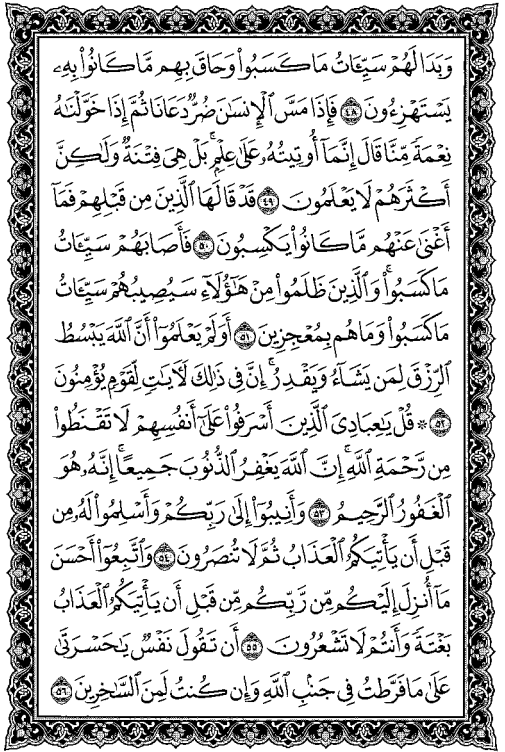 وَبَدَا لَهُمْ سَيِّـَٔاتُ مَا كَسَبُوا۟ وَحَاقَ بِهِم مَّا كَانُوا۟ بِهِۦ
يَسْتَهْزِءُونَ ٤٨ فَإِذَا مَسَّ ٱلْإِنسَـٰنَ ضُرٌّ دَعَانَا ثُمَّ إِذَا خَوَّلْنَـٰهُ
نِعْمَةً مِّنَّا قَالَ إِنَّمَآ أُوتِيتُهُۥ عَلَىٰ عِلْمٍۭ ۚ بَلْ هِىَ فِتْنَةٌ وَلَـٰكِنَّ
أَكْثَرَهُمْ لَا يَعْلَمُونَ ٤٩ قَدْ قَالَهَا ٱلَّذِينَ مِن قَبْلِهِمْ فَمَآ
أَغْنَىٰ عَنْهُم مَّا كَانُوا۟ يَكْسِبُونَ ٥٠ فَأَصَابَهُمْ سَيِّـَٔاتُ
مَا كَسَبُوا۟ ۚ وَٱلَّذِينَ ظَلَمُوا۟ مِنْ هَـٰٓؤُلَآءِ سَيُصِيبُهُمْ سَيِّـَٔاتُ
مَا كَسَبُوا۟ وَمَا هُم بِمُعْجِزِينَ ٥١ أَوَلَمْ يَعْلَمُوٓا۟ أَنَّ ٱللَّهَ يَبْسُطُ
ٱلرِّزْقَ لِمَن يَشَآءُ وَيَقْدِرُ ۚ إِنَّ فِى ذَٰلِكَ لَـَٔايَـٰتٍ لِّقَوْمٍ يُؤْمِنُونَ
٥٢ ۞ قُلْ يَـٰعِبَادِىَ ٱلَّذِينَ أَسْرَفُوا۟ عَلَىٰٓ أَنفُسِهِمْ لَا تَقْنَطُوا۟
مِن رَّحْمَةِ ٱللَّهِ ۚ إِنَّ ٱللَّهَ يَغْفِرُ ٱلذُّنُوبَ جَمِيعًا ۚ إِنَّهُۥ هُوَ
ٱلْغَفُورُ ٱلرَّحِيمُ ٥٣ وَأَنِيبُوٓا۟ إِلَىٰ رَبِّكُمْ وَأَسْلِمُوا۟ لَهُۥ مِن
قَبْلِ أَن يَأْتِيَكُمُ ٱلْعَذَابُ ثُمَّ لَا تُنصَرُونَ ٥٤ وَٱتَّبِعُوٓا۟ أَحْسَنَ
مَآ أُنزِلَ إِلَيْكُم مِّن رَّبِّكُم مِّن قَبْلِ أَن يَأْتِيَكُمُ ٱلْعَذَابُ
بَغْتَةً وَأَنتُمْ لَا تَشْعُرُونَ ٥٥ أَن تَقُولَ نَفْسٌ يَـٰحَسْرَتَىٰ
عَلَىٰ مَا فَرَّطتُ فِى جَنۢبِ ٱللَّهِ وَإِن كُنتُ لَمِنَ ٱلسَّـٰخِرِينَ ٥٦